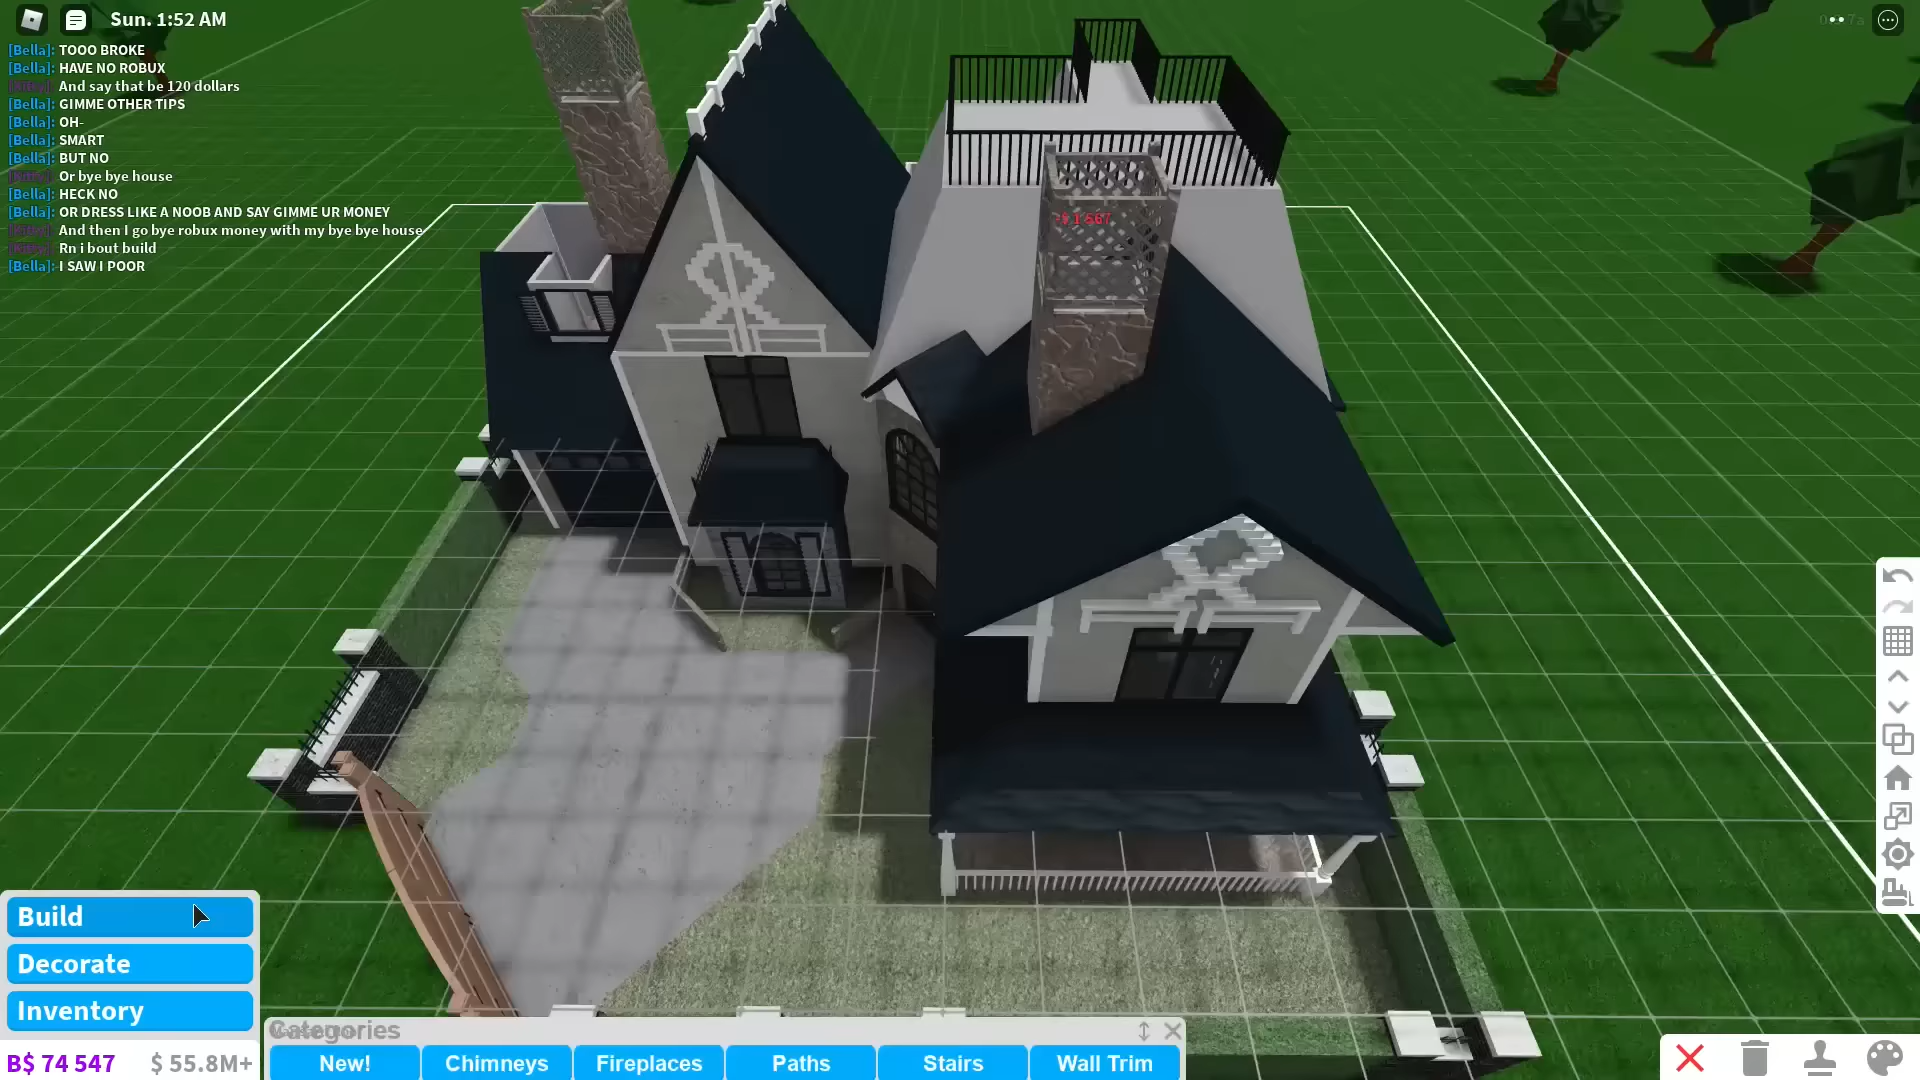 Sun. 1:52 AM
[Bella]: TOOO BROKE
[Bella]: HAVE NO ROBUX
And say that be 120 dollars
[Bella]: GIMME OTHER TIPS
[Bella]: OH-
[Bella]: SMART
[Bella]: BUT NO
Or bye bye house
[Bella]: HECK NO
[Bella]: OR DRESS LIKE A NOOB AND SAY GIMME UR MONEY
And then I go bye robux money with my bye bye house
Rn i bout build
[Bella]: I SAW I POOR
-$ 1 567
Build
Decorate
Inventory
B$ 74 547 $ 55.8M+
Categories
New! Chimneys Fireplaces Paths Stairs Wall Trim